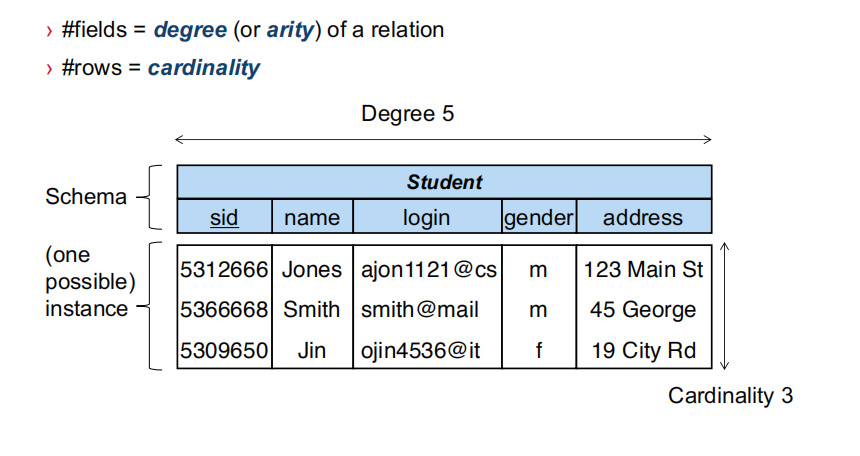 › #fields = degree (or arity) of a relation
› #rows = cardinality
Degree 5
Schema
Student
sid name login gender address
(one
possible)
instance
5312666 Jones ajon1121@cs m 123 Main St
5366668 Smith smith@mail m 45 George
5309650 Jin ojin4536@it f 19 City Rd
Cardinality 3